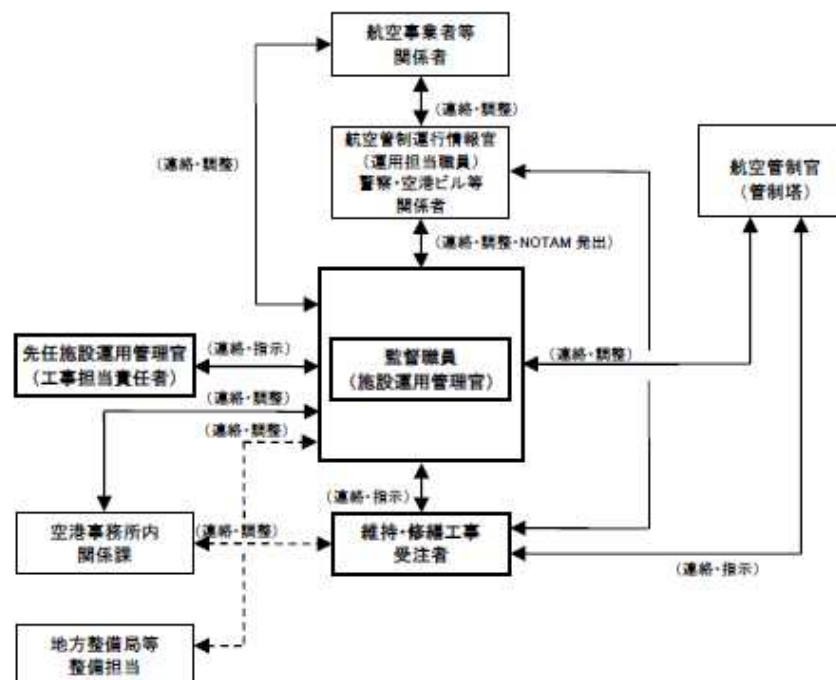 航空事業者等
関係者
(連絡・調整)
航空管制運行情報官
(運用担当職員)
警察・空港ビル等
関係者
(連絡・調整)
航空管制官
(管制塔)
(連絡・調整・NOTAM 発出)
先任施設運用管理官
(工事担当責任者)
(連絡・指示)
監督職員
(施設運用管理官)
(連絡・調整)
(連絡・調整)
(連絡・調整)
(連絡・指示)
空港事務所内
関係課
(連絡・調整)
維持・修繕工事
受注者
(連絡・指示)
地方整備局等
整備担当